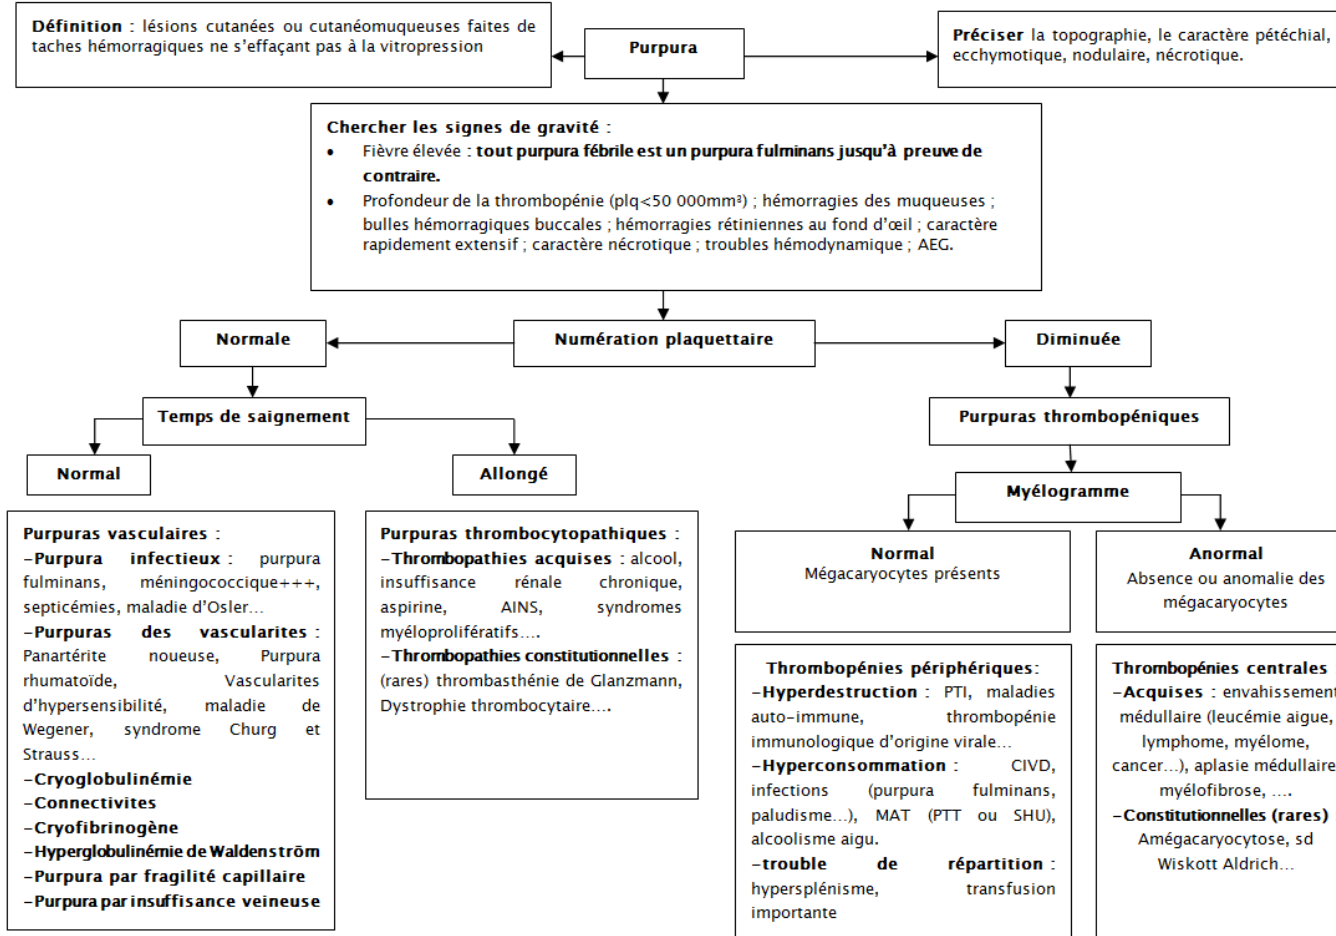 Définition : lésions cutanées ou cutanéomuqueuses faites de
taches hémorragiques ne s'effaçant pas à la vitropression
Purpura
Préciser la topographie, le caractère pétéchial,
ecchymotique, nodulaire, nécrotique.
Chercher les signes de gravité :
• Fièvre élevée : tout purpura fébrile est un purpura fulminans jusqu'à preuve de
contraire.
• Profondeur de la thrombopénie (plq<50 000mm³) ; hémorragies des muqueuses ;
bulles hémorragiques buccales ; hémorragies rétiniennes au fond d'œil ; caractère
rapidement extensif ; caractère nécrotique ; troubles hémodynamique ; AEG.
Normale
Numération plaquettaire
Diminuée
Temps de saignement
Purpuras thrombopéniques
Normal
Allongé
Myélogramme
Purpuras vasculaires :
–Purpura infectieux : purpura
fulminans, méningococcique+++,
septicémies, maladie d'Osler…
–Purpuras des vascularites :
Panartérite noueuse, Purpura
rhumatoïde, Vascularites
d'hypersensibilité, maladie de
Wegener, syndrome Churg et
Strauss…
–Cryoglobulinémie
–Connectivites
–Cryofibrinogène
–Hyperglobulinémie de Waldenström
–Purpura par fragilité capillaire
–Purpura par insuffisance veineuse
Purpuras thrombocytopathiques :
–Thrombopathies acquises : alcool,
insuffisance rénale chronique,
aspirine, AINS, syndromes
myéloprolifératifs….
–Thrombopathies constitutionnelles :
(rares) thrombasthénie de Glanzmann,
Dystrophie thrombocytaire….
Normal
Mégacaryocytes présents
Anormal
Absence ou anomalie des
mégacaryocytes
Thrombopénies périphériques:
–Hyperdestruction : PTI, maladies
auto-immune, thrombopénie
immunologique d'origine virale…
–Hyperconsommation : CIVD,
infections (purpura fulminans,
paludisme…), MAT (PTT ou SHU),
alcoolisme aigu.
–trouble de répartition :
hypersplénisme, transfusion
importante
Thrombopénies centrales :
–Acquises : envahissement
médullaire (leucémie aigue,
lymphome, myélome,
cancer…), aplasie médullaire
myélofibrose, ….
–Constitutionnelles (rares)
Amégacaryocytose, sd
Wiskott Aldrich…